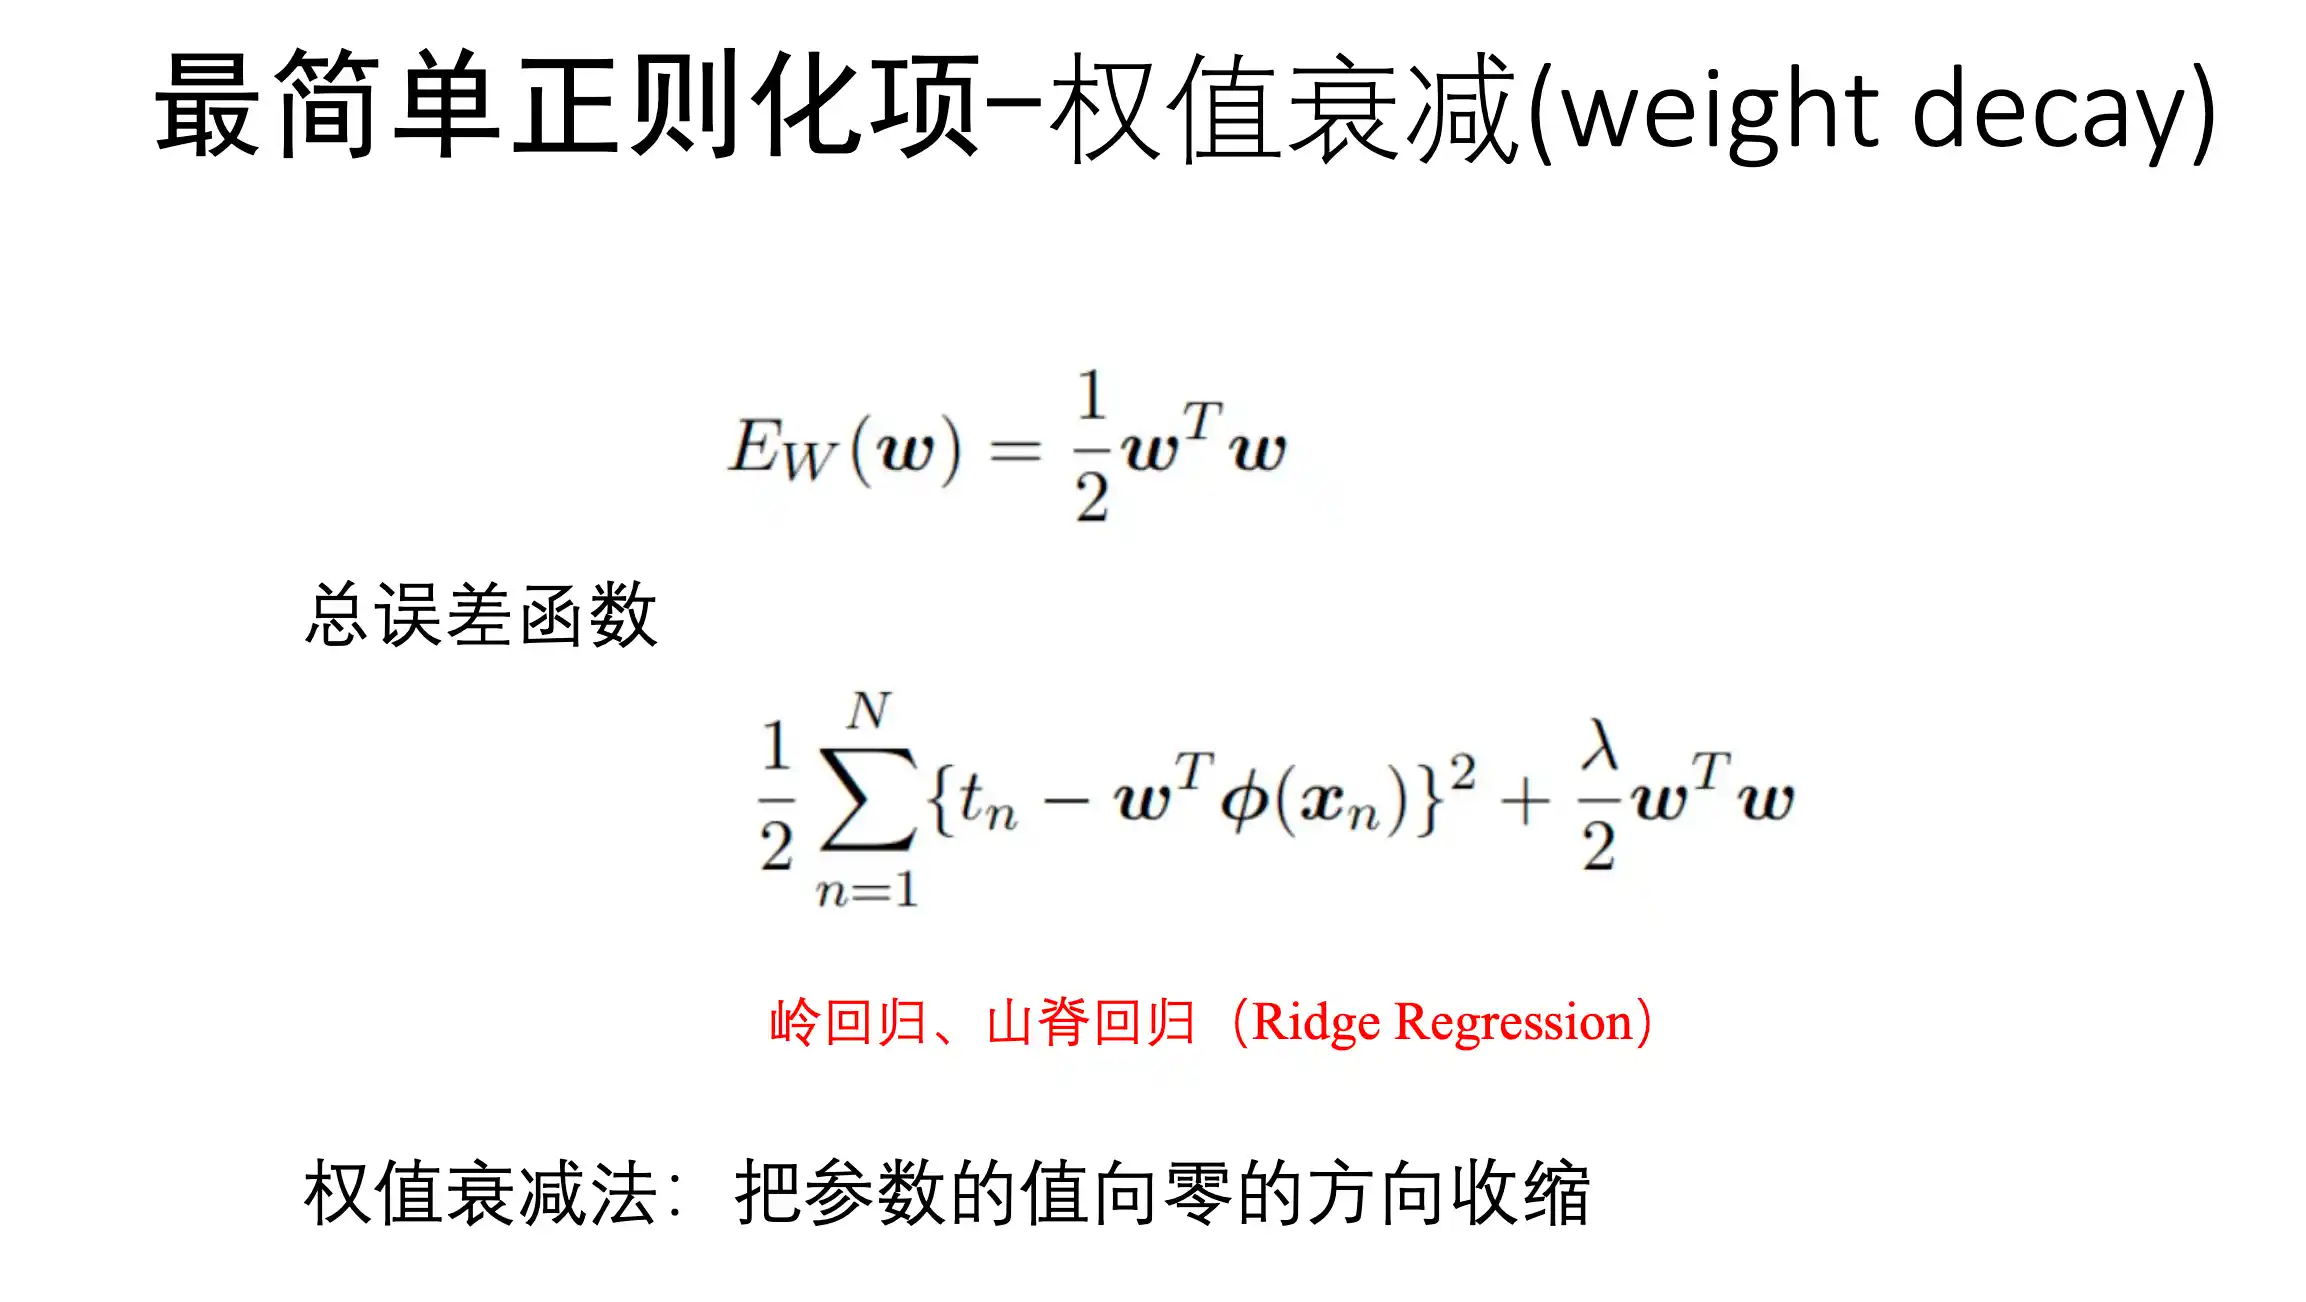 最简单正则化项-权值衰减(weight decay)
$E_W(\boldsymbol{w}) = \frac{1}{2}\boldsymbol{w}^T\boldsymbol{w}$
总误差函数
$\frac{1}{2}\sum_{n=1}^{N}\{t_n - \boldsymbol{w}^T\boldsymbol{\phi}(\boldsymbol{x}_n)\}^2 + \frac{\lambda}{2}\boldsymbol{w}^T\boldsymbol{w}$
岭回归、山脊回归（Ridge Regression）
权值衰减法：把参数的值向零的方向收缩